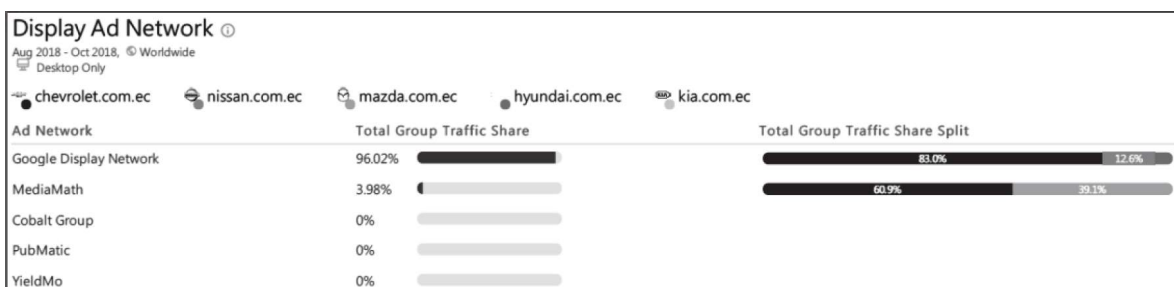 Display Ad Network
Aug 2018 - Oct 2018, Worldwide
Desktop Only
chevrolet.com.ec nissan.com.ec mazda.com.ec hyundai.com.ec kia.com.ec
Ad Network Total Group Traffic Share Total Group Traffic Share Split
Google Display Network 96.02% 83.0% 12.6%
MediaMath 3.98% 60.9% 39.1%
Cobalt Group 0%
PubMatic 0%
YieldMo 0%